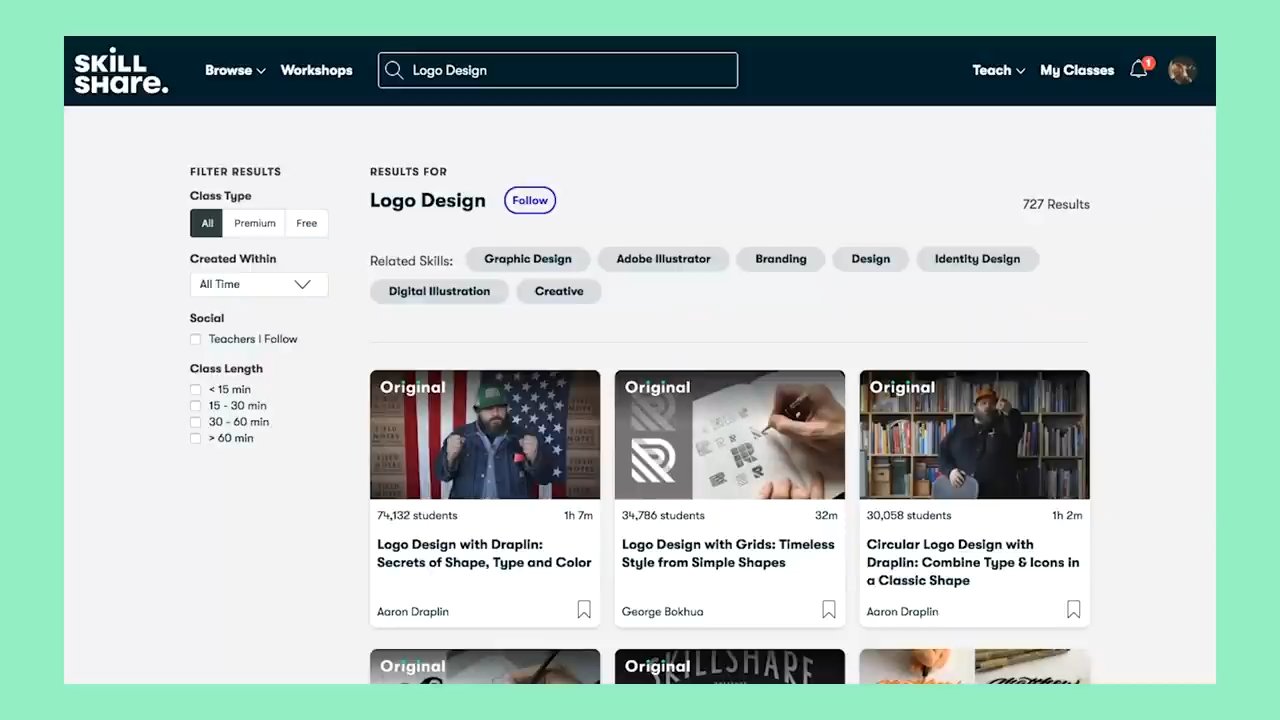 SKILL
SHare.
Browse
Workshops
Logo Design
Teach
My Classes
1
FILTER RESULTS
Class Type
All
Premium
Free
Created Within
All Time
Social
Teachers I Follow
Class Length
< 15 min
15 - 30 min
30 - 60 min
> 60 min
RESULTS FOR
Logo Design
Follow
727 Results
Related Skills:
Graphic Design
Adobe Illustrator
Branding
Design
Identity Design
Digital Illustration
Creative
Original
FIELD
NOTES
74,132 students
1h 7m
Logo Design with Draplin:
Secrets of Shape, Type and Color
Aaron Draplin
Original
34,786 students
32m
Logo Design with Grids: Timeless
Style from Simple Shapes
George Bokhua
Original
30,058 students
1h 2m
Circular Logo Design with
Draplin: Combine Type & Icons in
a Classic Shape
Aaron Draplin
Original
Original
SKILLSHARE